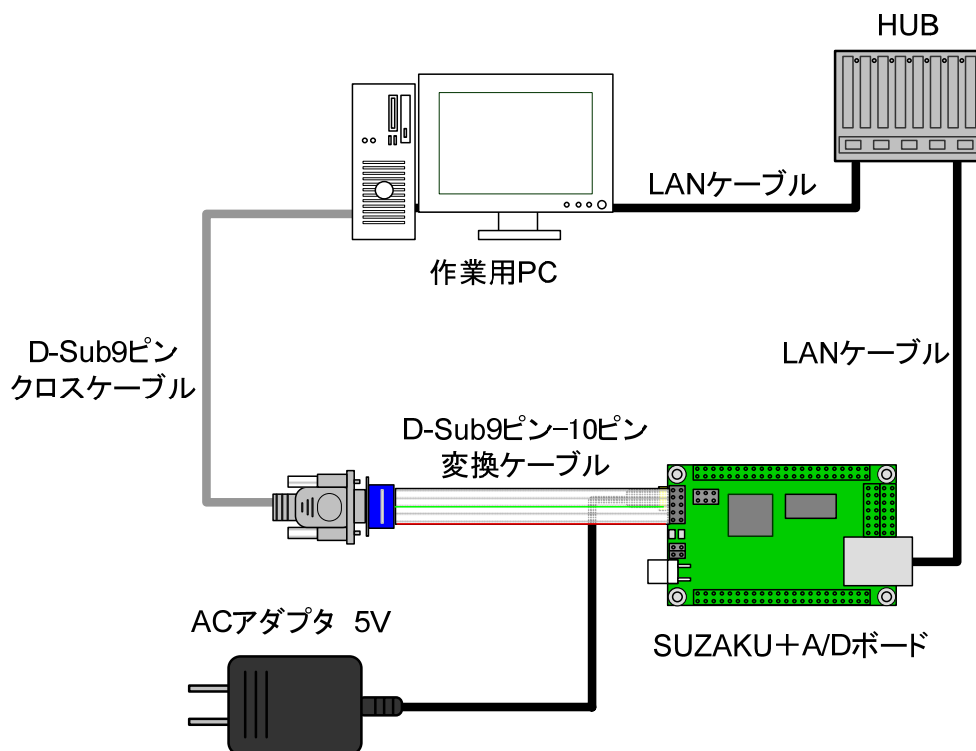 HUB
LANケーブル
作業用PC
D-Sub9ピン
クロスケーブル
LANケーブル
D-Sub9ピン-10ピン
変換ケーブル
ACアダプタ 5V
SUZAKU+A/Dボード